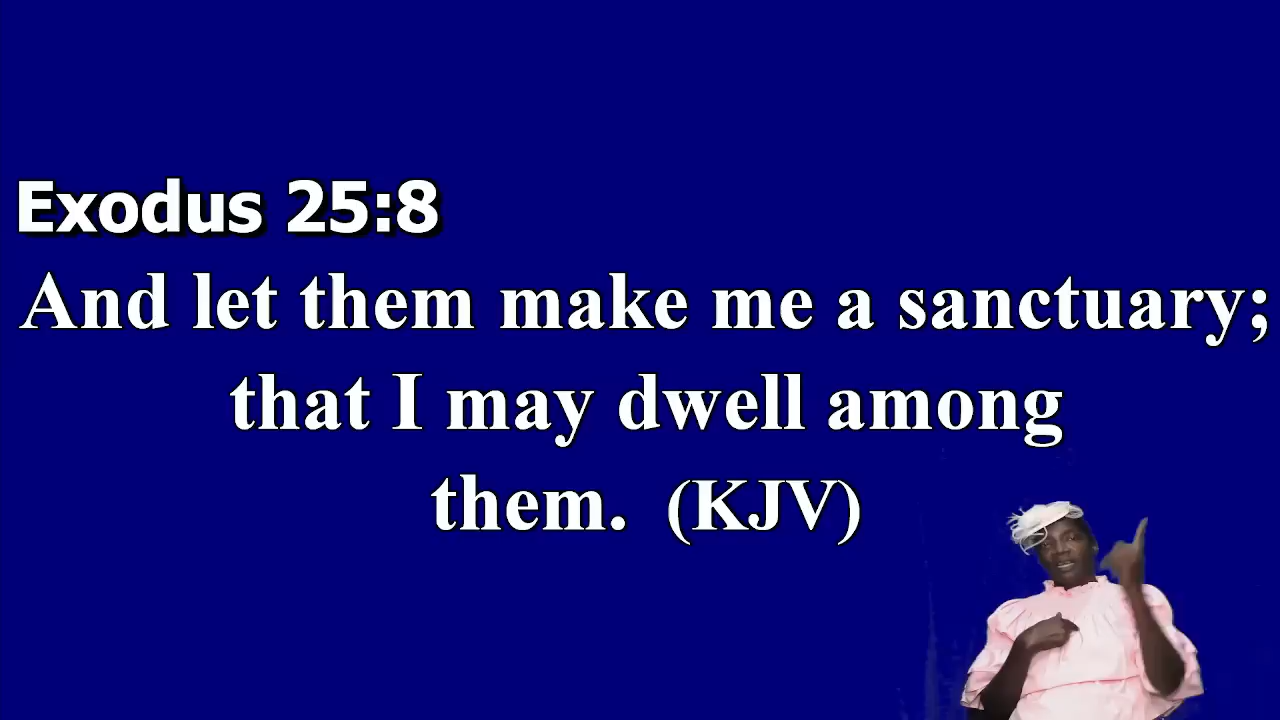 Exodus 25:8
And let them make me a sanctuary;
that I may dwell among
them. (KJV)